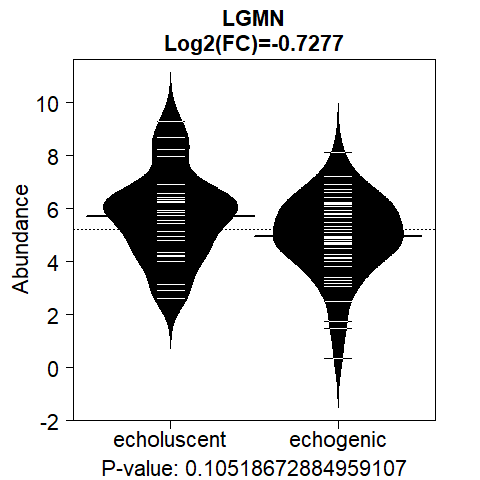 LGMN
Log2(FC)=-0.7277
Abundance
10
8
6
4
2
0
-2
echoluscent echogenic
P-value: 0.10518672884959107